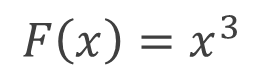 F(x) = x³